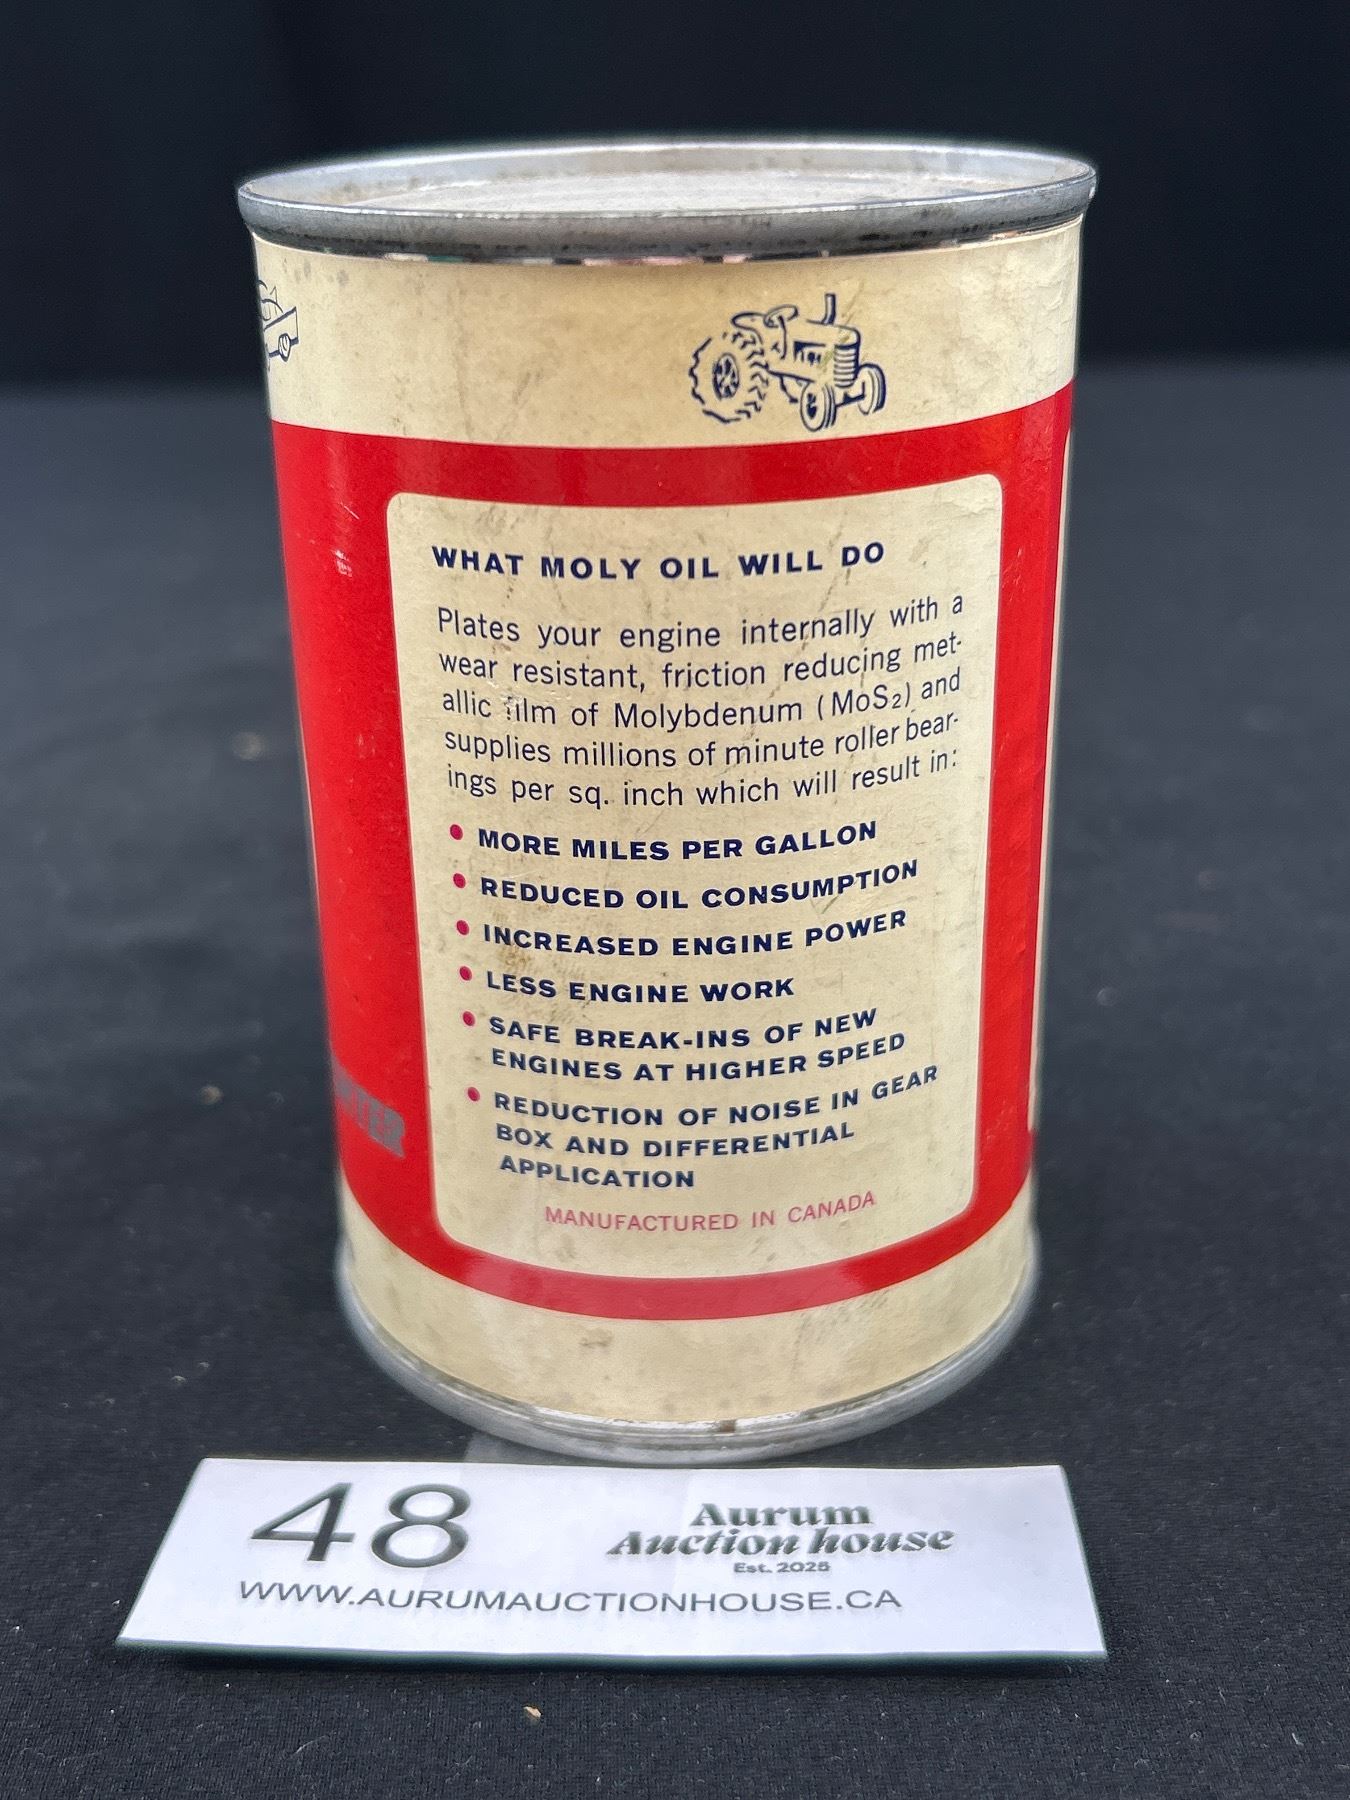 WHAT MOLY OIL WILL DO
Plates your engine internally with a
wear resistant, friction reducing met-
allic film of Molybdenum (MoS₂) and
supplies millions of minute roller bear-
ings per sq. inch which will result in:
• MORE MILES PER GALLON
• REDUCED OIL CONSUMPTION
• INCREASED ENGINE POWER
• LESS ENGINE WORK
• SAFE BREAK-INS OF NEW
ENGINES AT HIGHER SPEED
• REDUCTION OF NOISE IN GEAR
BOX AND DIFFERENTIAL
APPLICATION
MANUFACTURED IN CANADA
48
Aurum
Auction house
Est. 2025
WWW.AURUMAUCTIONHOUSE.CA